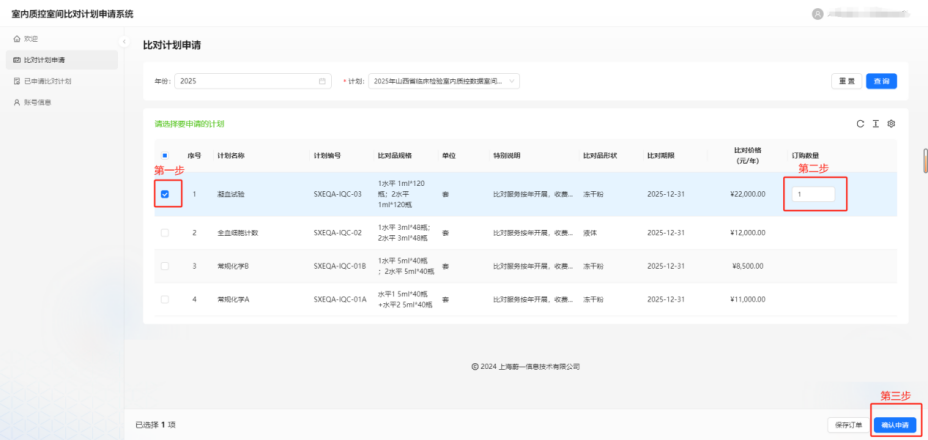 室内质控室间比对计划申请系统
欢迎
比对计划申请
已申请比对计划
账号信息
比对计划申请
年份: 2025
* 计划: 2025年山西省临床检验室内质控数据室间...
重 置
查 询
请选择要申请的计划
序号 计划名称 计划编号 比对品规格 单位 特别说明 比对品形状 比对期限 比对价格 (元/年) 订购数量
第一步
第二步
1 凝血试验 SXEQA-IQC-03 1水平 1ml*120瓶；2水平 1ml*120瓶 套 比对服务按年开展，收费... 冻干粉 2025-12-31 ¥22,000.00 1
2 全血细胞计数 SXEQA-IQC-02 1水平 3ml*48瓶；2水平 3ml*48瓶 套 比对服务按年开展，收费... 液体 2025-12-31 ¥12,000.00
3 常规化学B SXEQA-IQC-01B 1水平 5ml*40瓶；2水平 5ml*40瓶 套 比对服务按年开展，收费... 冻干粉 2025-12-31 ¥8,500.00
4 常规化学A SXEQA-IQC-01A 水平1 5ml*40瓶+水平2 5ml*40瓶 套 比对服务按年开展，收费... 冻干粉 2025-12-31 ¥11,000.00
© 2024 上海蔚一信息技术有限公司
第三步
已选择 1 项
保存订单
确认申请